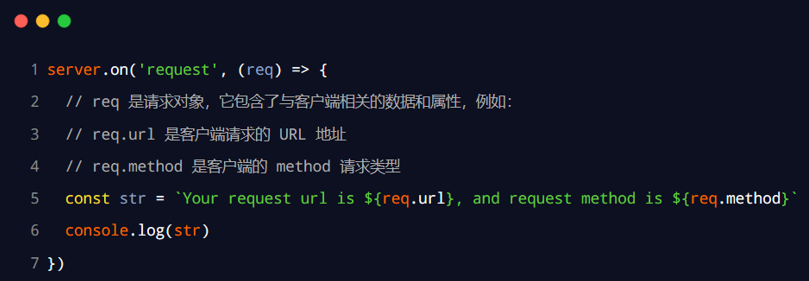 1 server.on('request', (req) => {
2 // req 是请求对象，它包含了与客户端相关的数据和属性，例如：
3 // req.url 是客户端请求的 URL 地址
4 // req.method 是客户端的 method 请求类型
5 const str = `Your request url is ${req.url}, and request method is ${req.method}`
6 console.log(str)
7 })